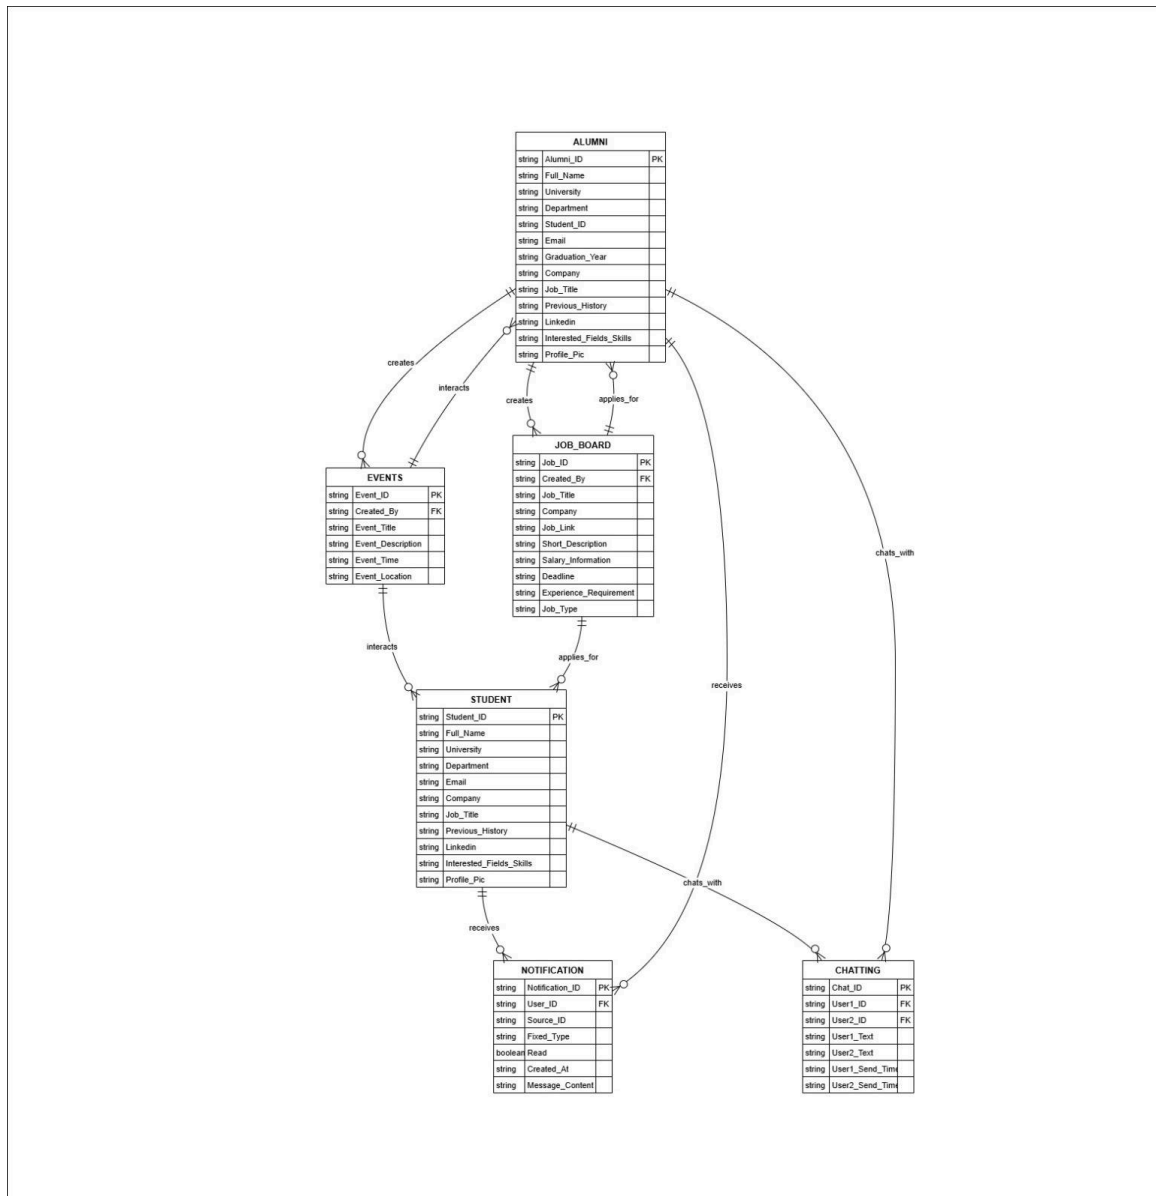 ALUMNI
string Alumni_ID PK
string Full_Name
string University
string Department
string Student_ID
string Email
string Graduation_Year
string Company
string Job_Title
string Previous_History
string Linkedin
string Interested_Fields_Skills
string Profile_Pic
creates
interacts
creates
applies_for
JOB_BOARD
string Job_ID PK
string Created_By FK
string Job_Title
string Company
string Job_Link
string Short_Description
string Salary_Information
string Deadline
string Experience_Requirement
string Job_Type
EVENTS
string Event_ID PK
string Created_By FK
string Event_Title
string Event_Description
string Event_Time
string Event_Location
chats_with
interacts
applies_for
receives
STUDENT
string Student_ID PK
string Full_Name
string University
string Department
string Email
string Company
string Job_Title
string Previous_History
string Linkedin
string Interested_Fields_Skills
string Profile_Pic
chats_with
receives
NOTIFICATION
string Notification_ID PK
string User_ID FK
string Source_ID
string Fixed_Type
boolean Read
string Created_At
string Message_Content
CHATTING
string Chat_ID PK
string User1_ID FK
string User2_ID FK
string User1_Text
string User2_Text
string User1_Send_Time
string User2_Send_Time